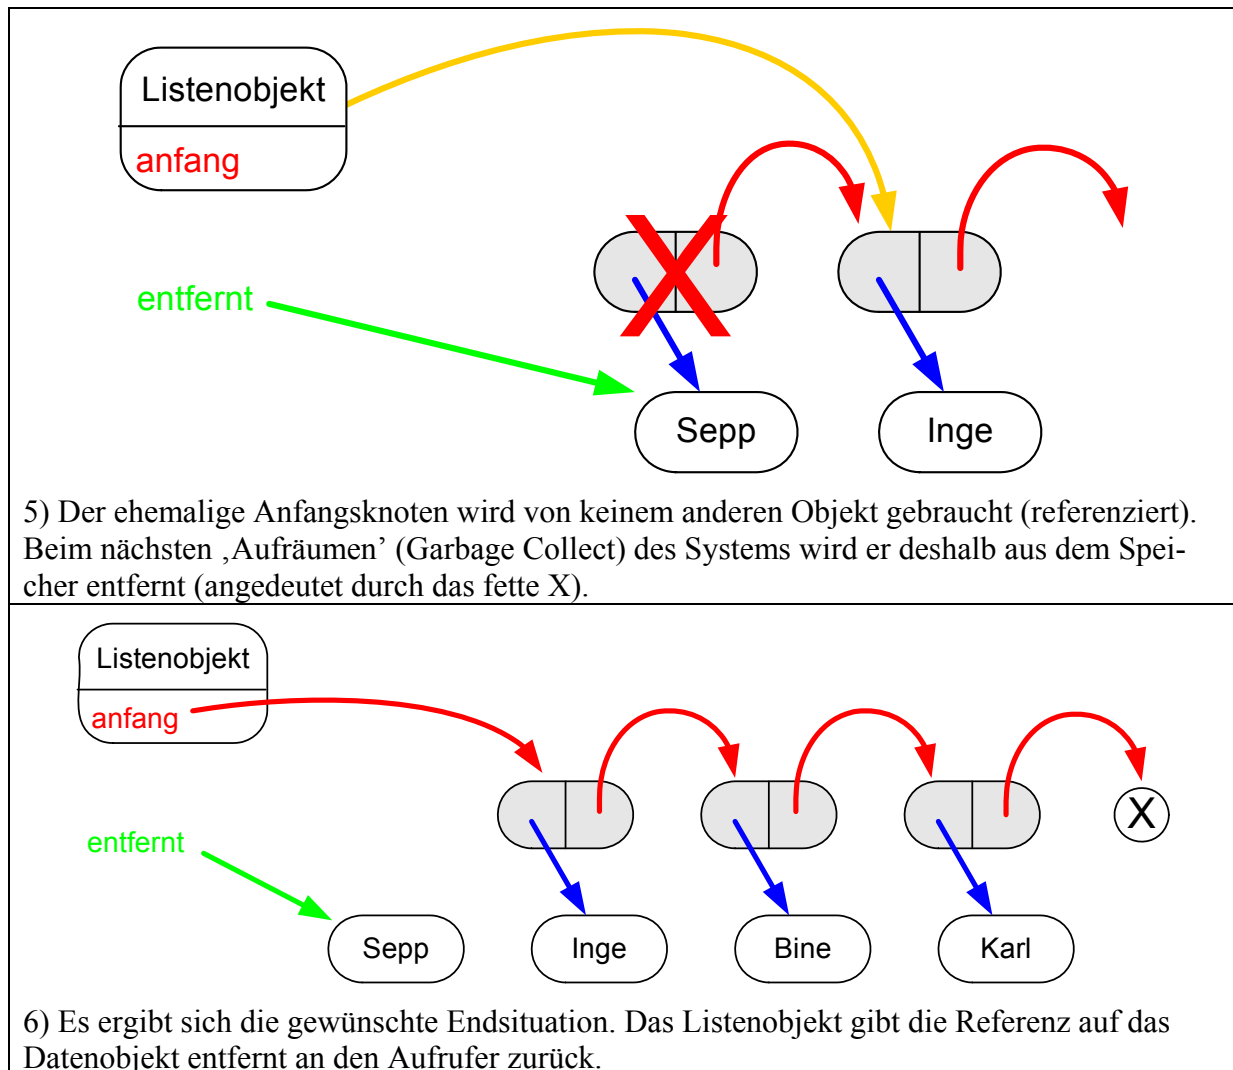 Listenobjekt
anfang
entfernt
Sepp
Inge
5) Der ehemalige Anfangsknoten wird von keinem anderen Objekt gebraucht (referenziert).
Beim nächsten ‚Aufräumen’ (Garbage Collect) des Systems wird er deshalb aus dem Spei-
cher entfernt (angedeutet durch das fette X).
Listenobjekt
anfang
X
entfernt
Sepp
Inge
Bine
Karl
6) Es ergibt sich die gewünschte Endsituation. Das Listenobjekt gibt die Referenz auf das
Datenobjekt entfernt an den Aufrufer zurück.